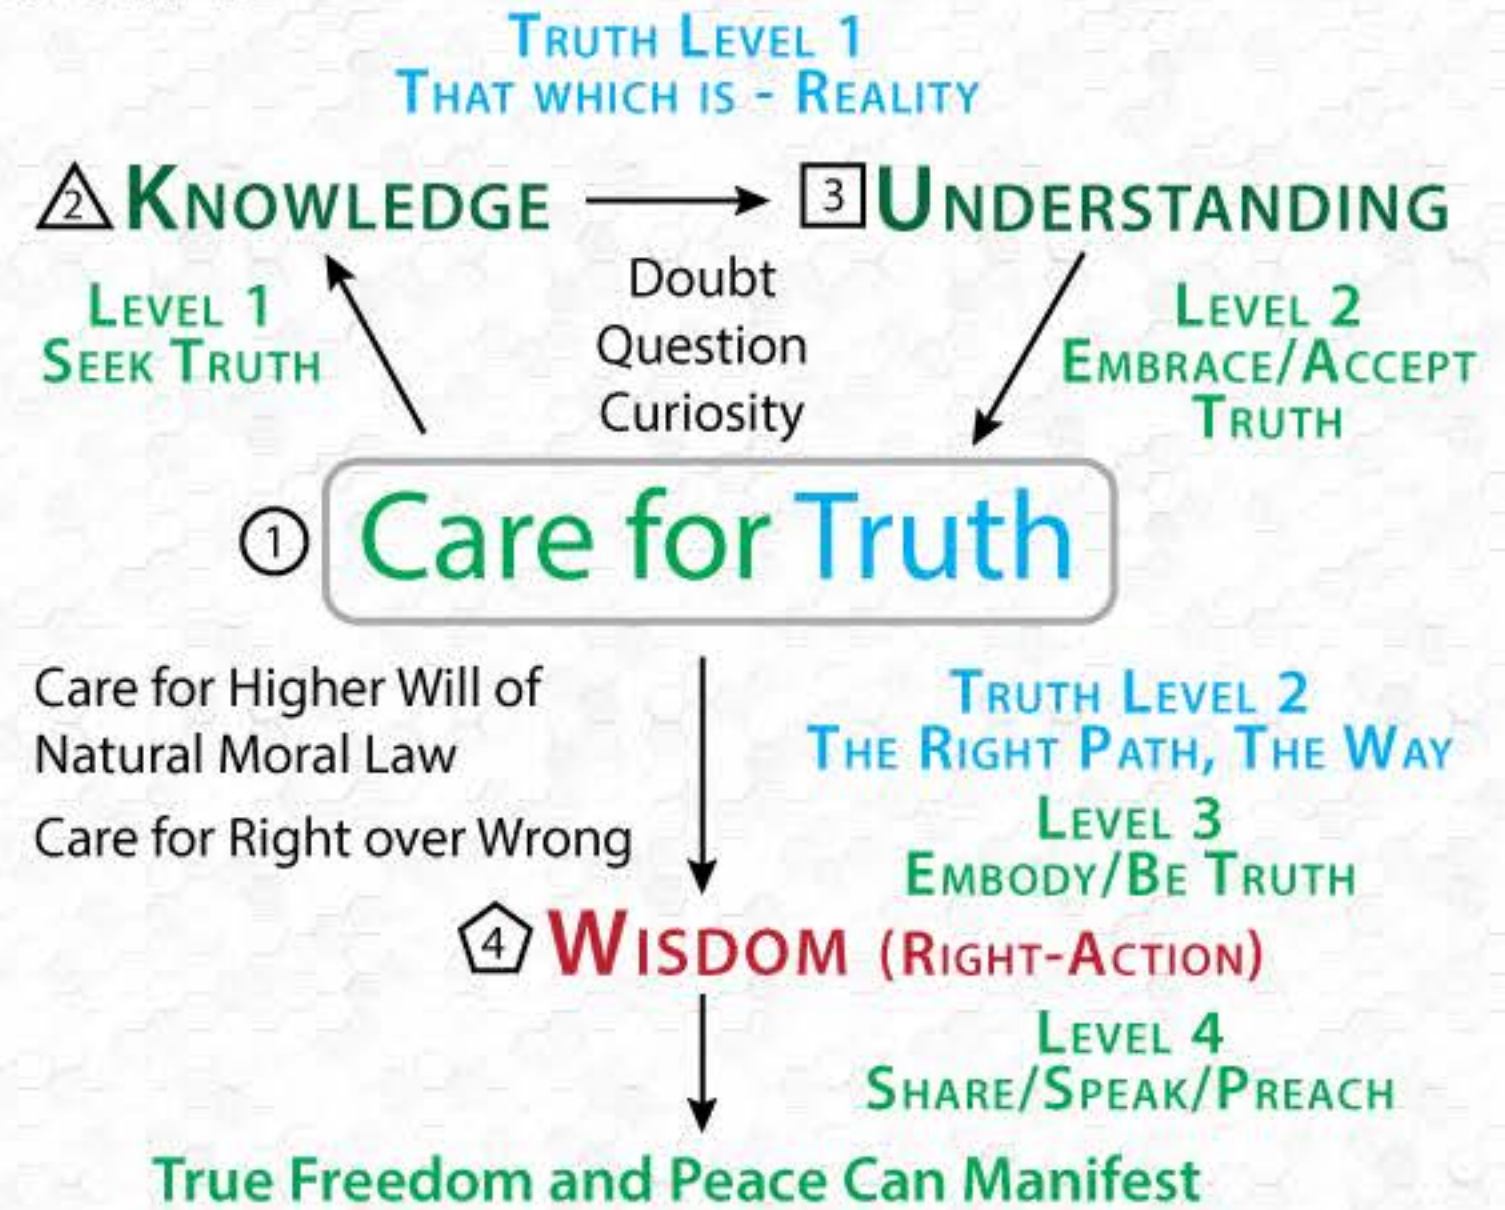 Truth Level 1
That which is - Reality
2 Knowledge
3 Understanding
Level 1
Seek Truth
Doubt
Question
Curiosity
Level 2
Embrace/Accept
Truth
1 Care for Truth
Care for Higher Will of
Natural Moral Law
Care for Right over Wrong
Truth Level 2
The Right Path, The Way
Level 3
Embody/Be Truth
4 Wisdom (Right-Action)
Level 4
Share/Speak/Preach
True Freedom and Peace Can Manifest